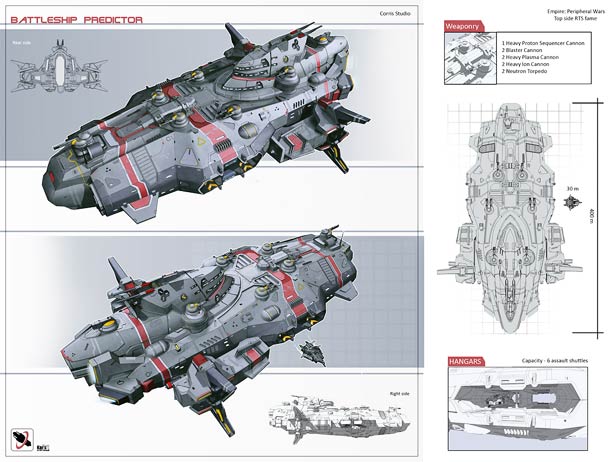 BATTLESHIP PREDICTOR
Corris Studio
Rear side
Right side
Empire: Peripheral Wars
Top side RTS fame
Weaponry
1 Heavy Proton Sequencer Cannon
2 Blaster Cannon
2 Heavy Plasma Cannon
2 Heavy Ion Cannon
2 Neutron Torpedo
30 m
400 m
HANGARS
Capacity - 6 assault shuttles